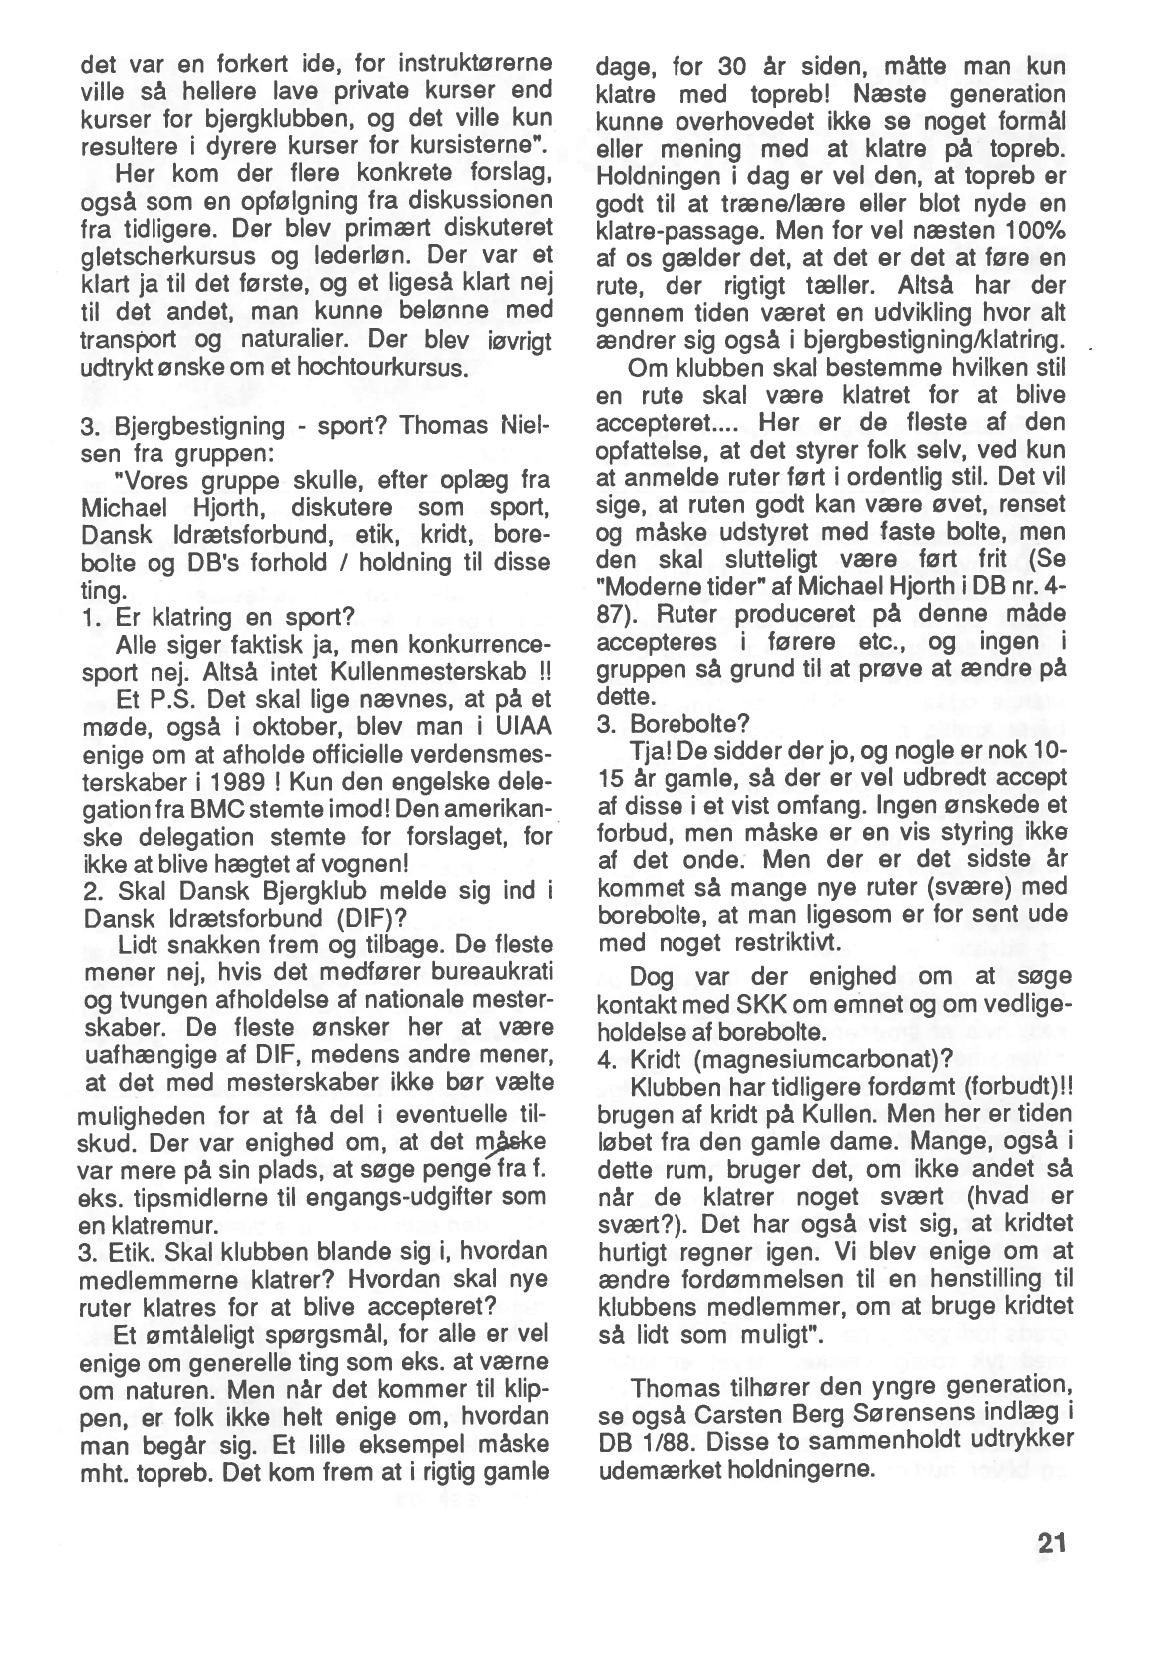 det var en forkert ide, for instruktørerne
ville så hellere lave private kurser end
kurser for bjergklubben, og det ville kun
resultere i dyrere kurser for kursisterne".
Her kom der flere konkrete forslag,
også som en opfølgning fra diskussionen
fra tidligere. Der blev primært diskuteret
gletscherkursus og lederløn. Der var et
klart ja til det første, og et ligeså klart nej
til det andet, man kunne belønne med
transport og naturalier. Der blev iøvrigt
udtrykt ønske om et hochtourkursus.
3. Bjergbestigning - sport? Thomas Niel-
sen fra gruppen:
"Vores gruppe skulle, efter oplæg fra
Michael Hjorth, diskutere som sport,
Dansk Idrætsforbund, etik, kridt, bore-
bolte og DB's forhold / holdning til disse
ting.
1. Er klatring en sport?
Alle siger faktisk ja, men konkurrence-
sport nej. Altså intet Kullenmesterskab !!
Et P.S. Det skal lige nævnes, at på et
møde, også i oktober, blev man i UIAA
enige om at afholde officielle verdensmes-
terskaber i 1989 ! Kun den engelske dele-
gation fra BMC stemte imod! Den amerikan-
ske delegation stemte for forslaget, for
ikke at blive hægtet af vognen!
2. Skal Dansk Bjergklub melde sig ind i
Dansk Idrætsforbund (DIF)?
Lidt snakken frem og tilbage. De fleste
mener nej, hvis det medfører bureaukrati
og tvungen afholdelse af nationale mester-
skaber. De fleste ønsker her at være
uafhængige af DIF, medens andre mener,
at det med mesterskaber ikke bør vælte
muligheden for at få del i eventuelle til-
skud. Der var enighed om, at det måske
var mere på sin plads, at søge penge fra f.
eks. tipsmidlerne til engangs-udgifter som
en klatremur.
3. Etik. Skal klubben blande sig i, hvordan
medlemmerne klatrer? Hvordan skal nye
ruter klatres for at blive accepteret?
Et ømtåleligt spørgsmål, for alle er vel
enige om generelle ting som eks. at værne
om naturen. Men når det kommer til klip-
pen, er folk ikke helt enige om, hvordan
man begår sig. Et lille eksempel måske
mht. topreb. Det kom frem at i rigtig gamle
dage, for 30 år siden, måtte man kun
klatre med topreb! Næste generation
kunne overhovedet ikke se noget formål
eller mening med at klatre på topreb.
Holdningen i dag er vel den, at topreb er
godt til at træne/lære eller blot nyde en
klatre-passage. Men for vel næsten 100%
af os gælder det, at det er det at føre en
rute, der rigtigt tæller. Altså har der
gennem tiden været en udvikling hvor alt
ændrer sig også i bjergbestigning/klatring.
Om klubben skal bestemme hvilken stil
en rute skal være klatret for at blive
accepteret.... Her er de fleste af den
opfattelse, at det styrer folk selv, ved kun
at anmelde ruter ført i ordentlig stil. Det vil
sige, at ruten godt kan være øvet, renset
og måske udstyret med faste bolte, men
den skal slutteligt være ført frit (Se
"Moderne tider" af Michael Hjorth i DB nr. 4-
87). Ruter produceret på denne måde
accepteres i førere etc., og ingen i
gruppen så grund til at prøve at ændre på
dette.
3. Borebolte?
Tja! De sidder der jo, og nogle er nok 10-
15 år gamle, så der er vel udbredt accept
af disse i et vist omfang. Ingen ønskede et
forbud, men måske er en vis styring ikke
af det onde. Men der er det sidste år
kommet så mange nye ruter (svære) med
borebolte, at man ligesom er for sent ude
med noget restriktivt.
Dog var der enighed om at søge
kontakt med SKK om emnet og om vedlige-
holdelse af borebolte.
4. Kridt (magnesiumcarbonat)?
Klubben har tidligere fordømt (forbudt)!!
brugen af kridt på Kullen. Men her er tiden
løbet fra den gamle dame. Mange, også i
dette rum, bruger det, om ikke andet så
når de klatrer noget svært (hvad er
svært?). Det har også vist sig, at kridtet
hurtigt regner igen. Vi blev enige om at
ændre fordømmelsen til en henstilling til
klubbens medlemmer, om at bruge kridtet
så lidt som muligt".
Thomas tilhører den yngre generation,
se også Carsten Berg Sørensens indlæg i
DB 1/88. Disse to sammenholdt udtrykker
udemærket holdningerne.
21